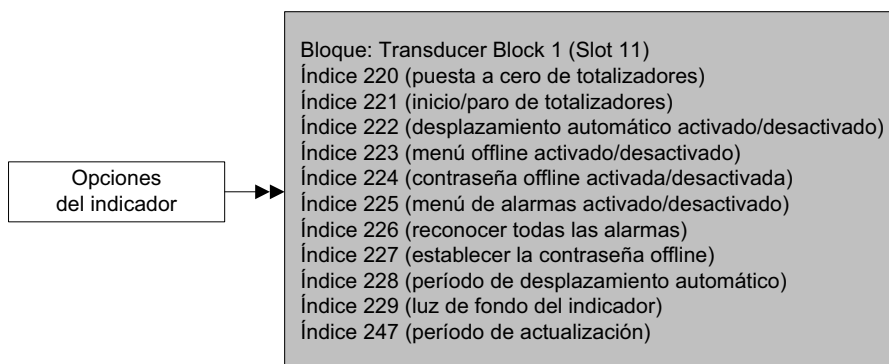 Opciones
del indicador
Bloque: Transducer Block 1 (Slot 11)
Índice 220 (puesta a cero de totalizadores)
Índice 221 (inicio/paro de totalizadores)
Índice 222 (desplazamiento automático activado/desactivado)
Índice 223 (menú offline activado/desactivado)
Índice 224 (contraseña offline activada/desactivada)
Índice 225 (menú de alarmas activado/desactivado)
Índice 226 (reconocer todas las alarmas)
Índice 227 (establecer la contraseña offline)
Índice 228 (período de desplazamiento automático)
Índice 229 (luz de fondo del indicador)
Índice 247 (período de actualización)